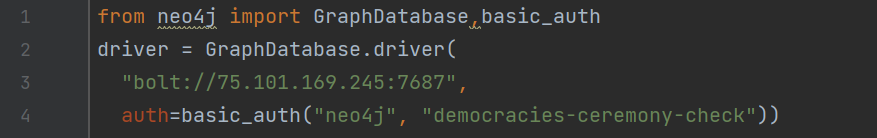 1 from neo4j import GraphDatabase,basic_auth
2 driver = GraphDatabase.driver(
3   "bolt://75.101.169.245:7687",
4   auth=basic_auth("neo4j", "democracies-ceremony-check"))